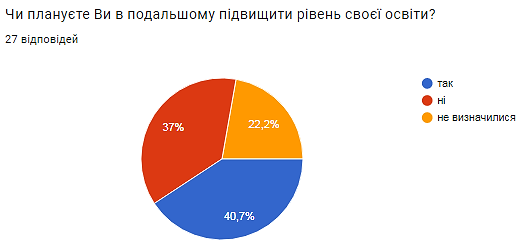 Чи плануєте Ви в подальшому підвищити рівень своєї освіти?
27 відповідей
так
ні
не визначилися
37%
22,2%
40,7%